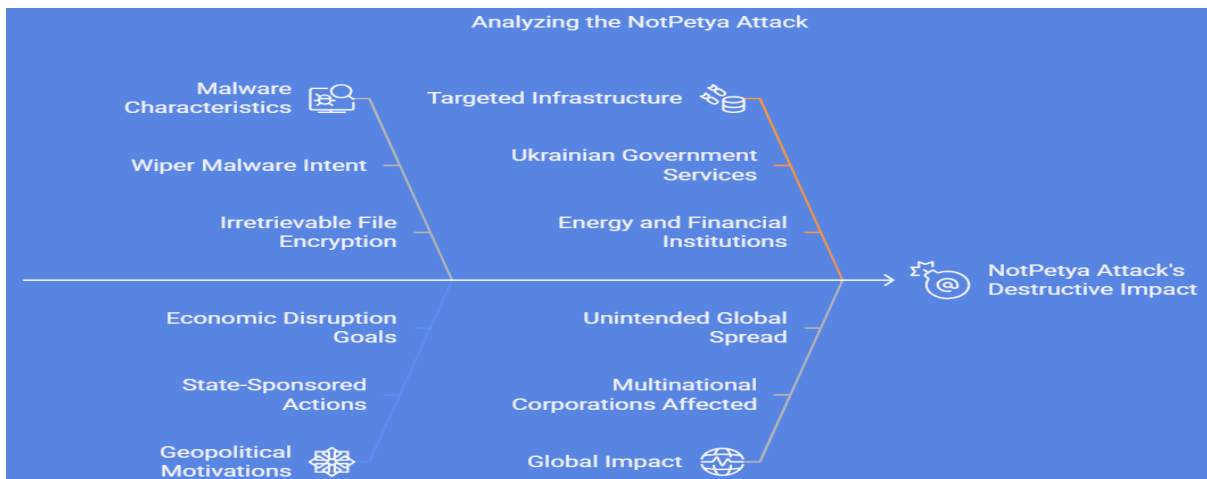 Analyzing the NotPetya Attack
Malware
Characteristics
Wiper Malware Intent
Irretrievable File
Encryption
Targeted Infrastructure
Ukrainian Government
Services
Energy and Financial
Institutions
NotPetya Attack's
Destructive Impact
Economic Disruption
Goals
State-Sponsored
Actions
Geopolitical
Motivations
Unintended Global
Spread
Multinational
Corporations Affected
Global Impact